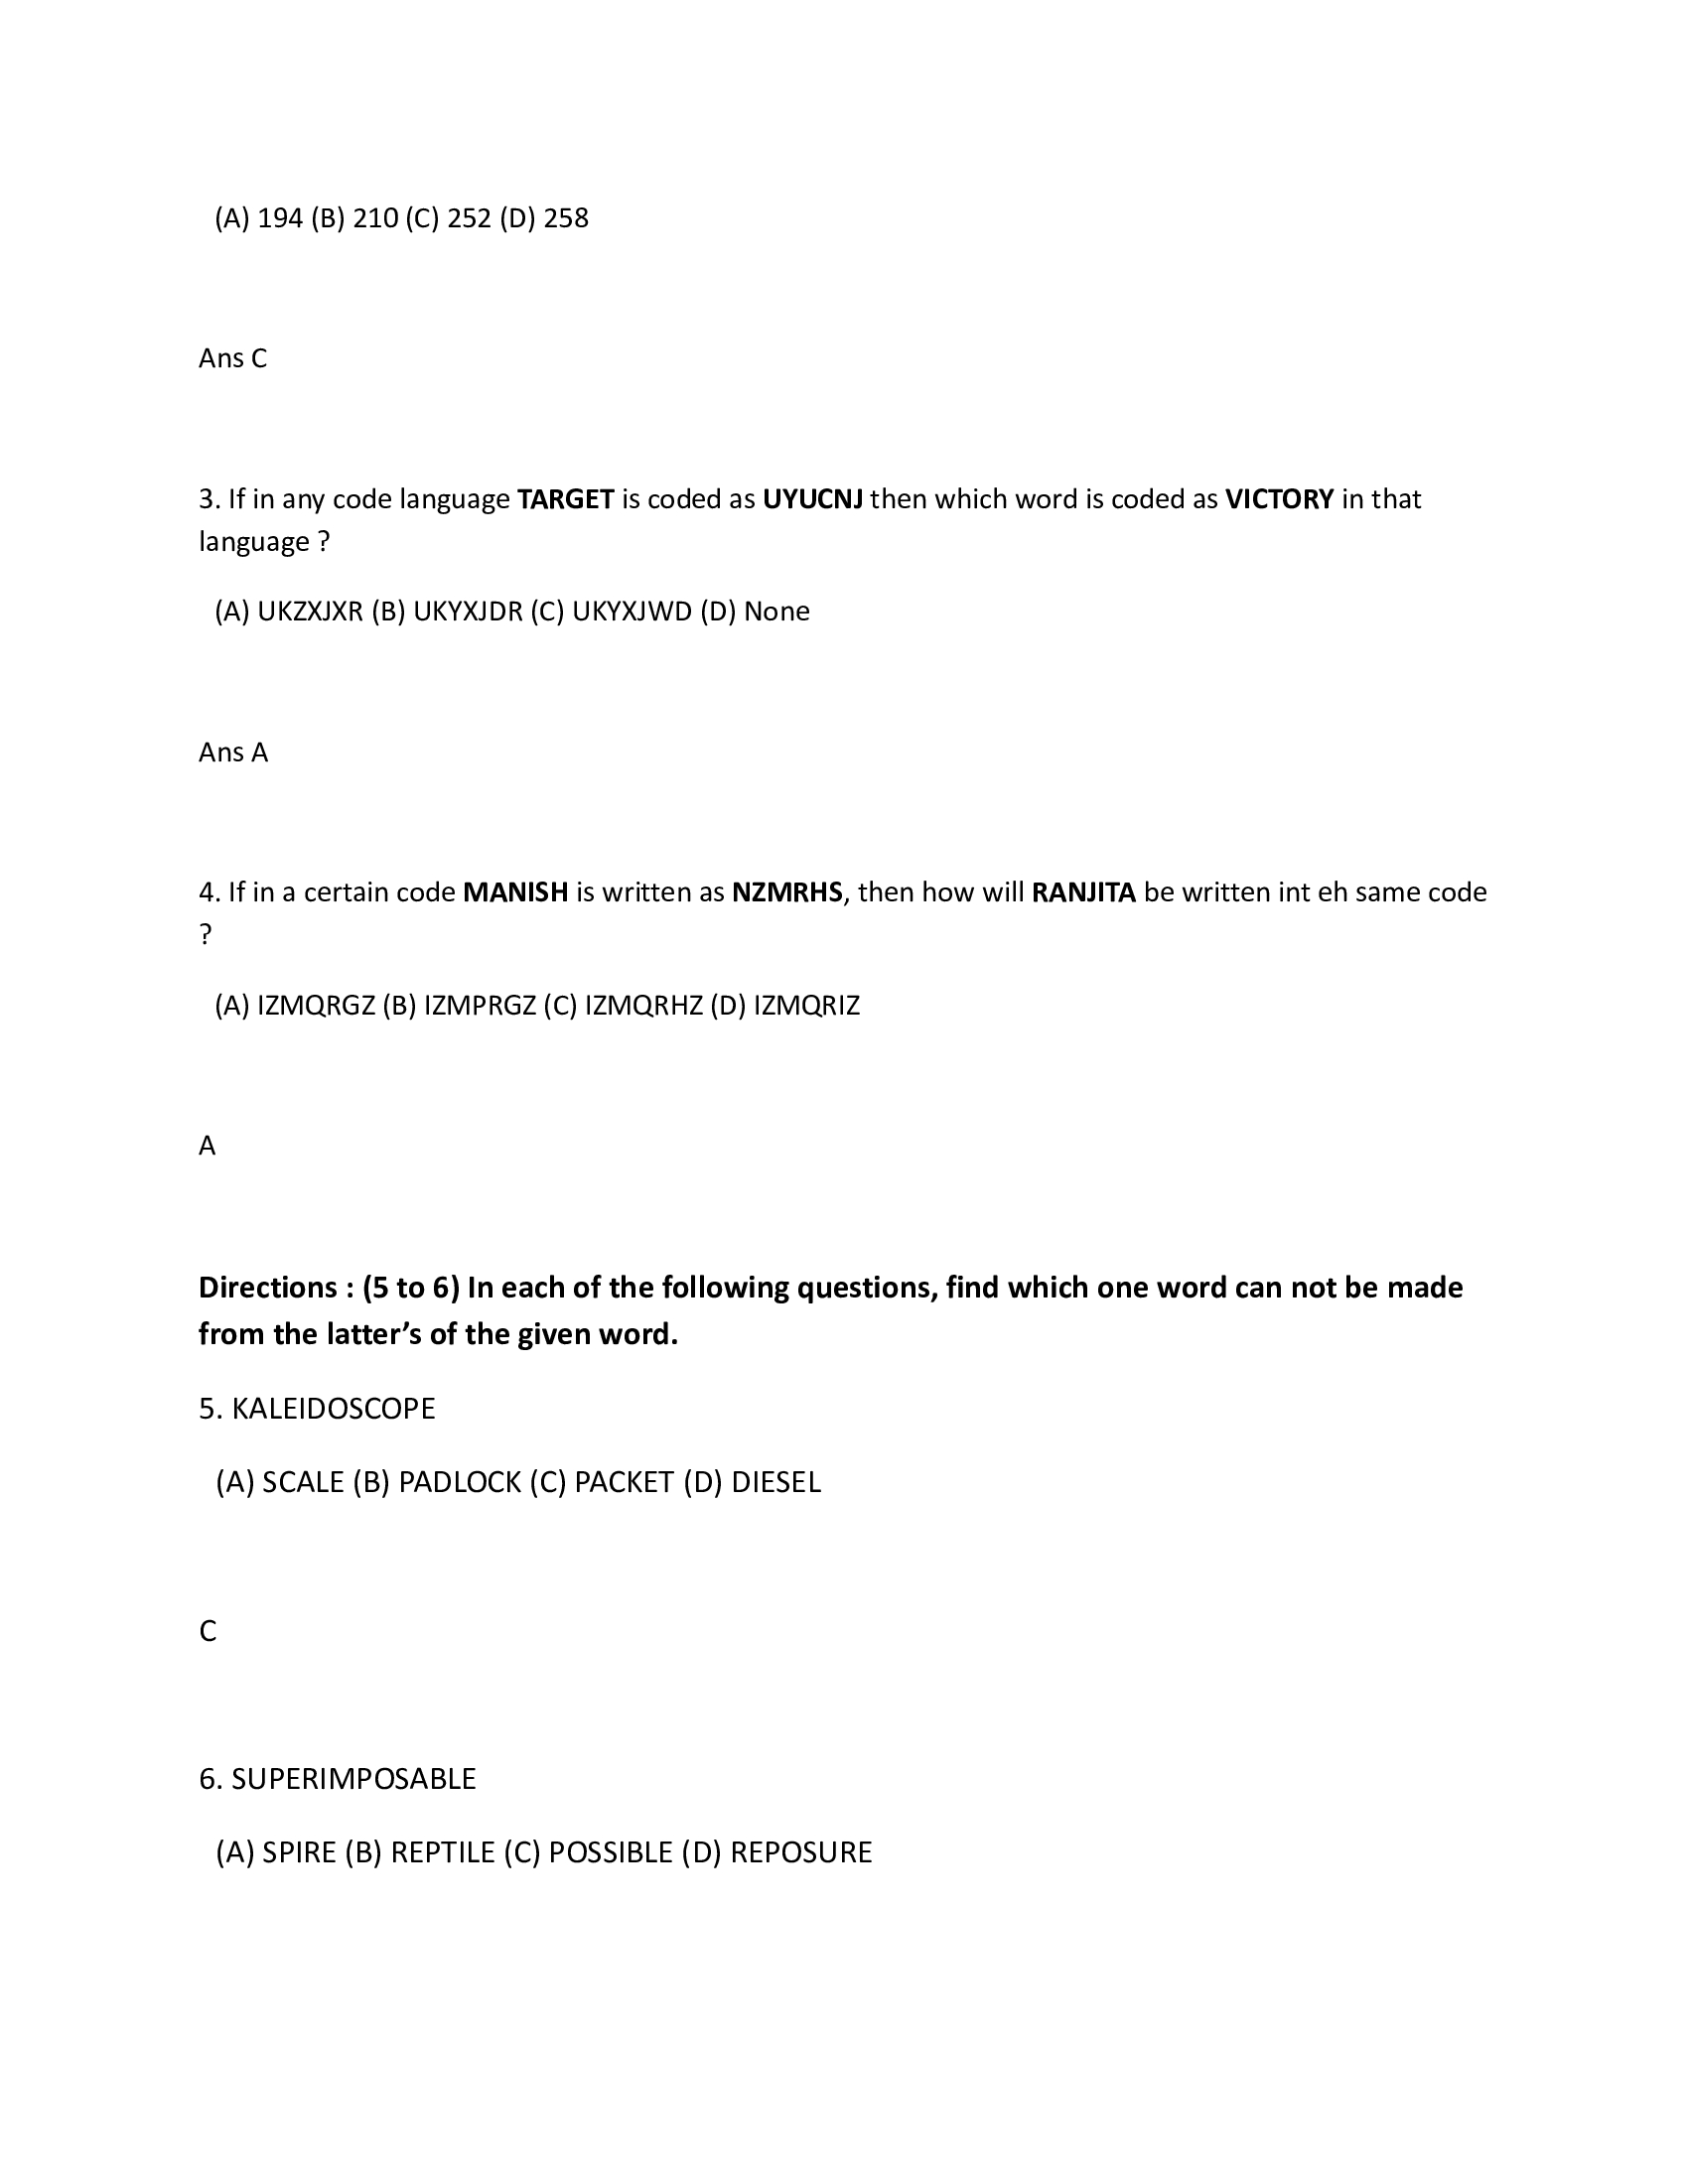 (A) 194 (B) 210 (C) 252 (D) 258
Ans C
3. If in any code language TARGET is coded as UYUCNJ then which word is coded as VICTORY in that
language ?
(A) UKZXJXR (B) UKYXJDR (C) UKYXJWD (D) None
Ans A
4. If in a certain code MANISH is written as NZMRHS, then how will RANJITA be written int eh same code
?
(A) IZMQRGZ (B) IZMPRGZ (C) IZMQRHZ (D) IZMQRIZ
A
Directions : (5 to 6) In each of the following questions, find which one word can not be made
from the latter’s of the given word.
5. KALEIDOSCOPE
(A) SCALE (B) PADLOCK (C) PACKET (D) DIESEL
C
6. SUPERIMPOSABLE
(A) SPIRE (B) REPTILE (C) POSSIBLE (D) REPOSURE